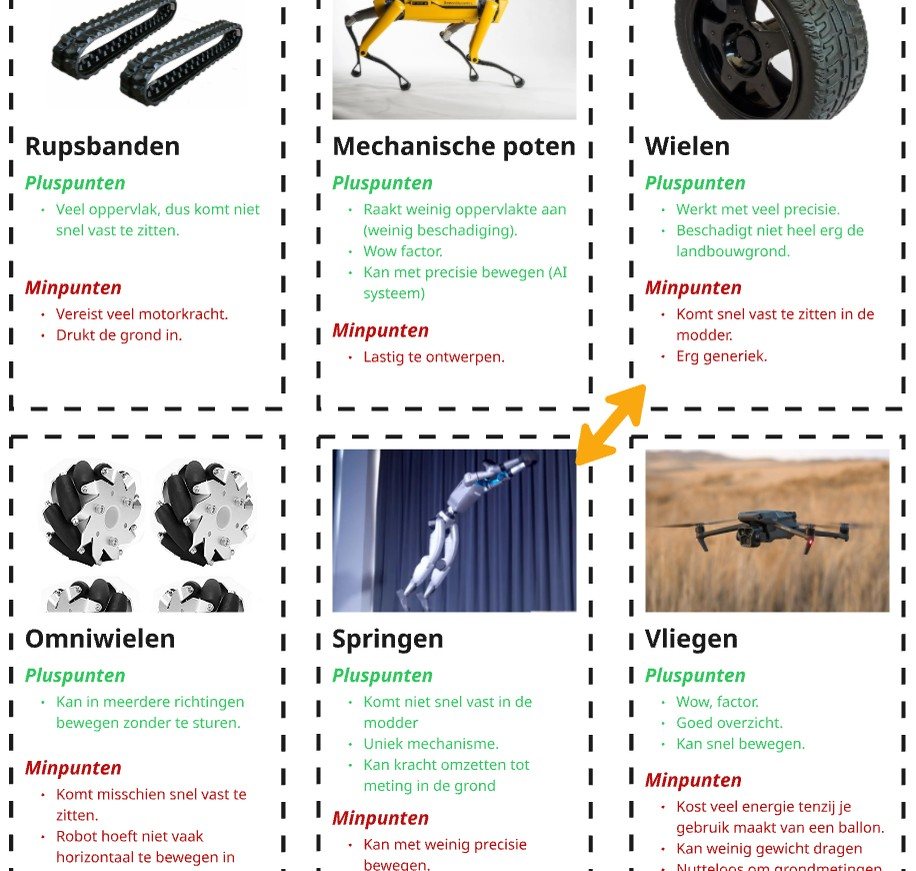 Rupsbanden
Pluspunten
• Veel oppervlak, dus komt niet
snel vast te zitten.
Minpunten
• Vereist veel motorkracht.
• Drukt de grond in.
Mechanische poten
Pluspunten
• Raakt weinig oppervlakte aan
(weinig beschadiging).
• Wow factor.
• Kan met precisie bewegen (AI
systeem)
Minpunten
• Lastig te ontwerpen.
Wielen
Pluspunten
• Werkt met veel precisie.
• Beschadigt niet heel erg de
landbouwgrond.
Minpunten
• Komt snel vast te zitten in de
modder.
• Erg generiek.
Omniwielen
Pluspunten
• Kan in meerdere richtingen
bewegen zonder te sturen.
Minpunten
• Komt misschien snel vast te
zitten.
• Robot hoeft niet vaak
horizontaal te bewegen in
Springen
Pluspunten
• Komt niet snel vast in de
modder
• Uniek mechanisme.
• Kan kracht omzetten tot
meting in de grond
Minpunten
• Kan met weinig precisie
bewegen.
Vliegen
Pluspunten
• Wow, factor.
• Goed overzicht.
• Kan snel bewegen.
Minpunten
• Kost veel energie tenzij je
gebruik maakt van een ballon.
• Kan weinig gewicht dragen
• Nutteloos om grondmetingen